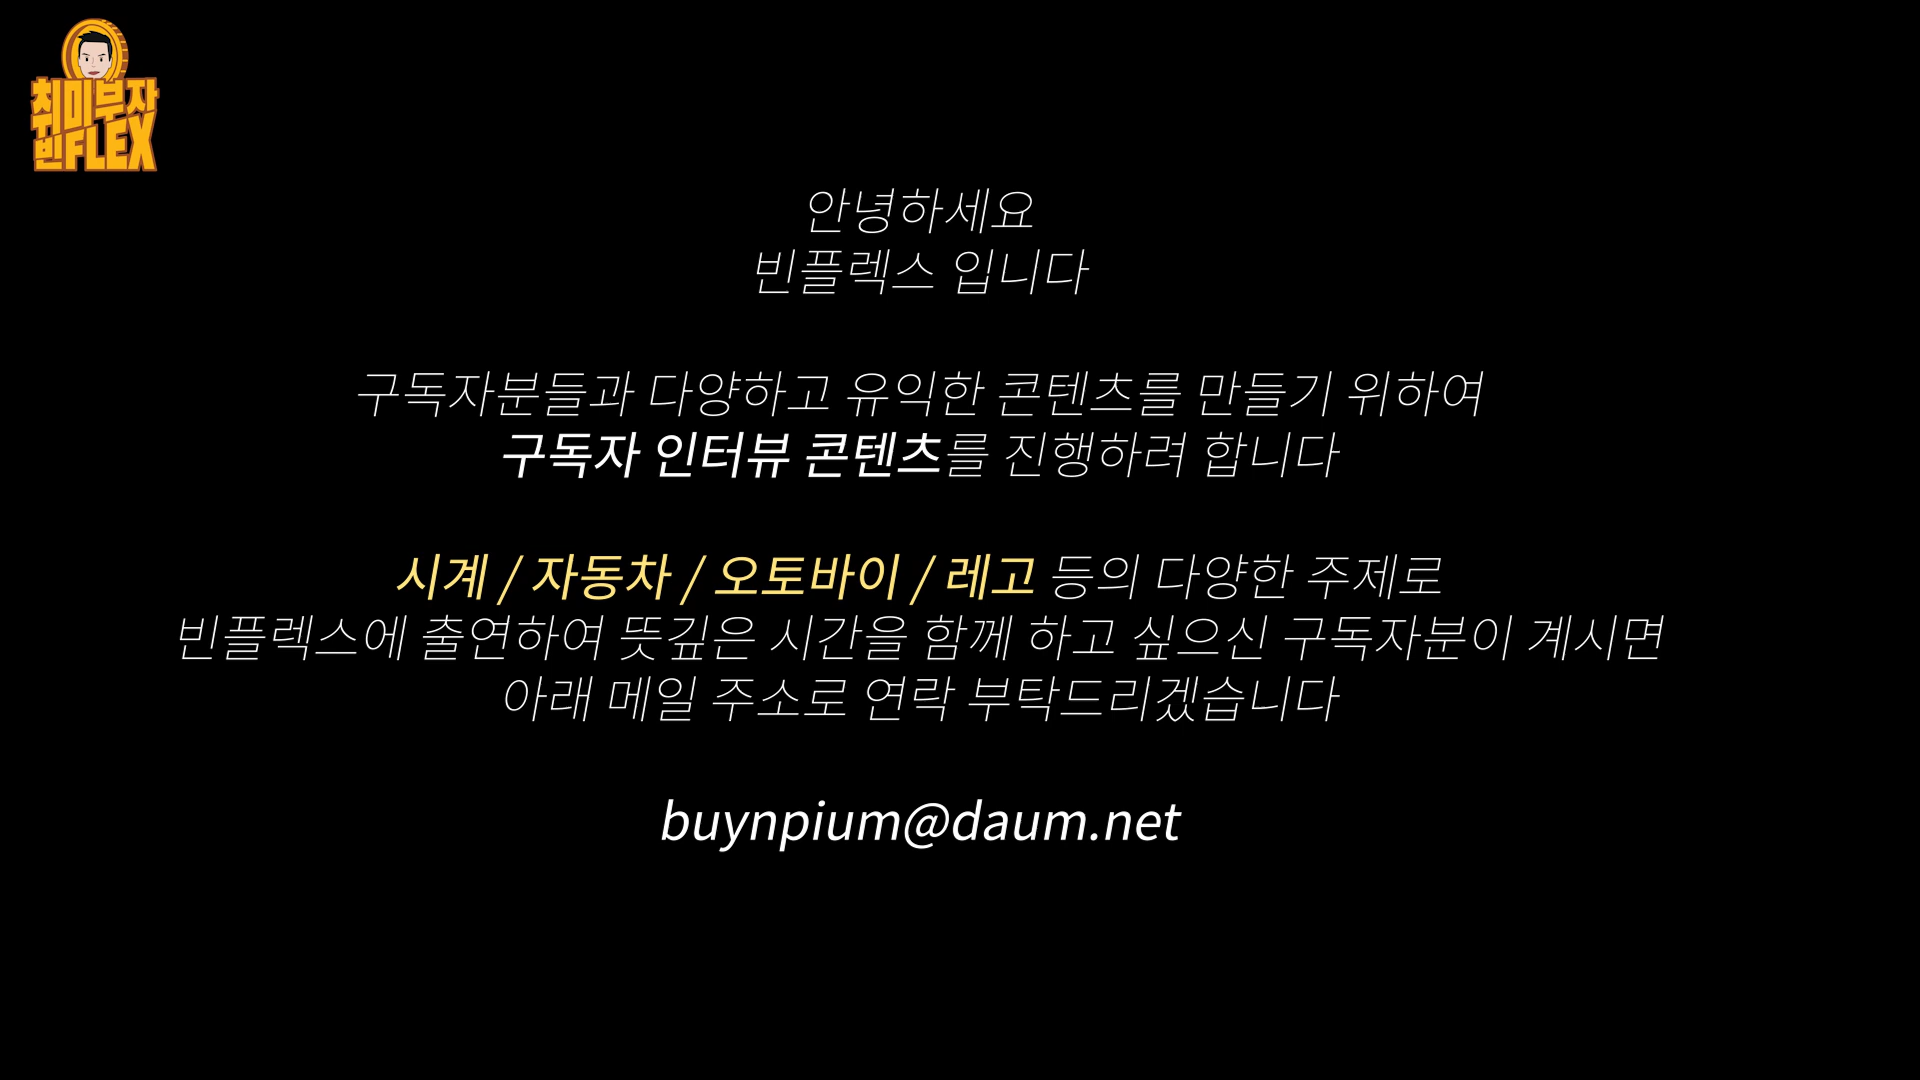 취미부자
빈FLEX
안녕하세요
빈플렉스 입니다
구독자분들과 다양하고 유익한 콘텐츠를 만들기 위하여
구독자 인터뷰 콘텐츠를 진행하려 합니다
시계 / 자동차 / 오토바이 / 레고 등의 다양한 주제로
빈플렉스에 출연하여 뜻깊은 시간을 함께 하고 싶으신 구독자분이 계시면
아래 메일 주소로 연락 부탁드리겠습니다
buynpium@daum.net